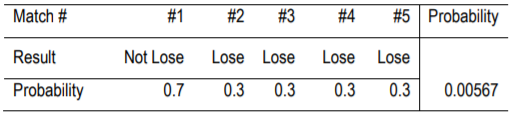 Match # #1 #2 #3 #4 #5 Probability
Result Not Lose Lose Lose Lose Lose
Probability 0.7 0.3 0.3 0.3 0.3 0.00567